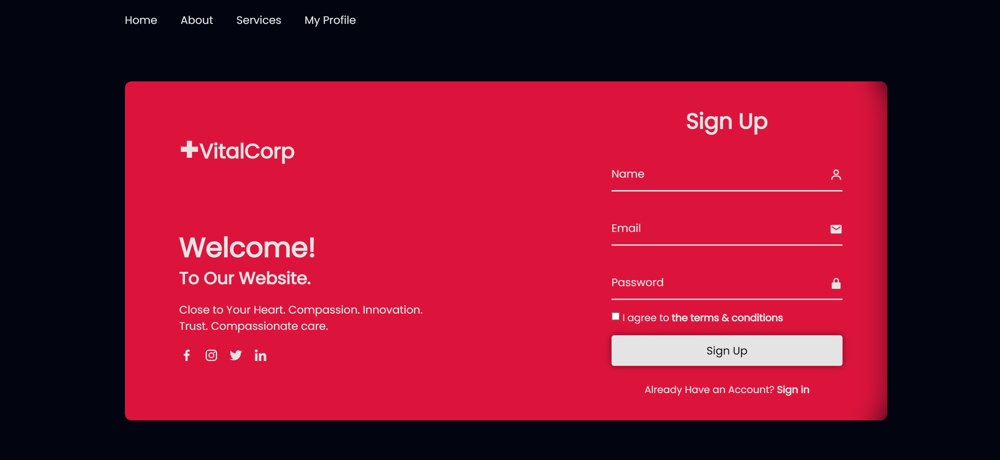 Home About Services My Profile
VitalCorp
Welcome!
To Our Website.
Close to Your Heart. Compassion. Innovation.
Trust. Compassionate care.
Sign Up
Name
Email
Password
I agree to the terms & conditions
Sign Up
Already Have an Account? Sign in